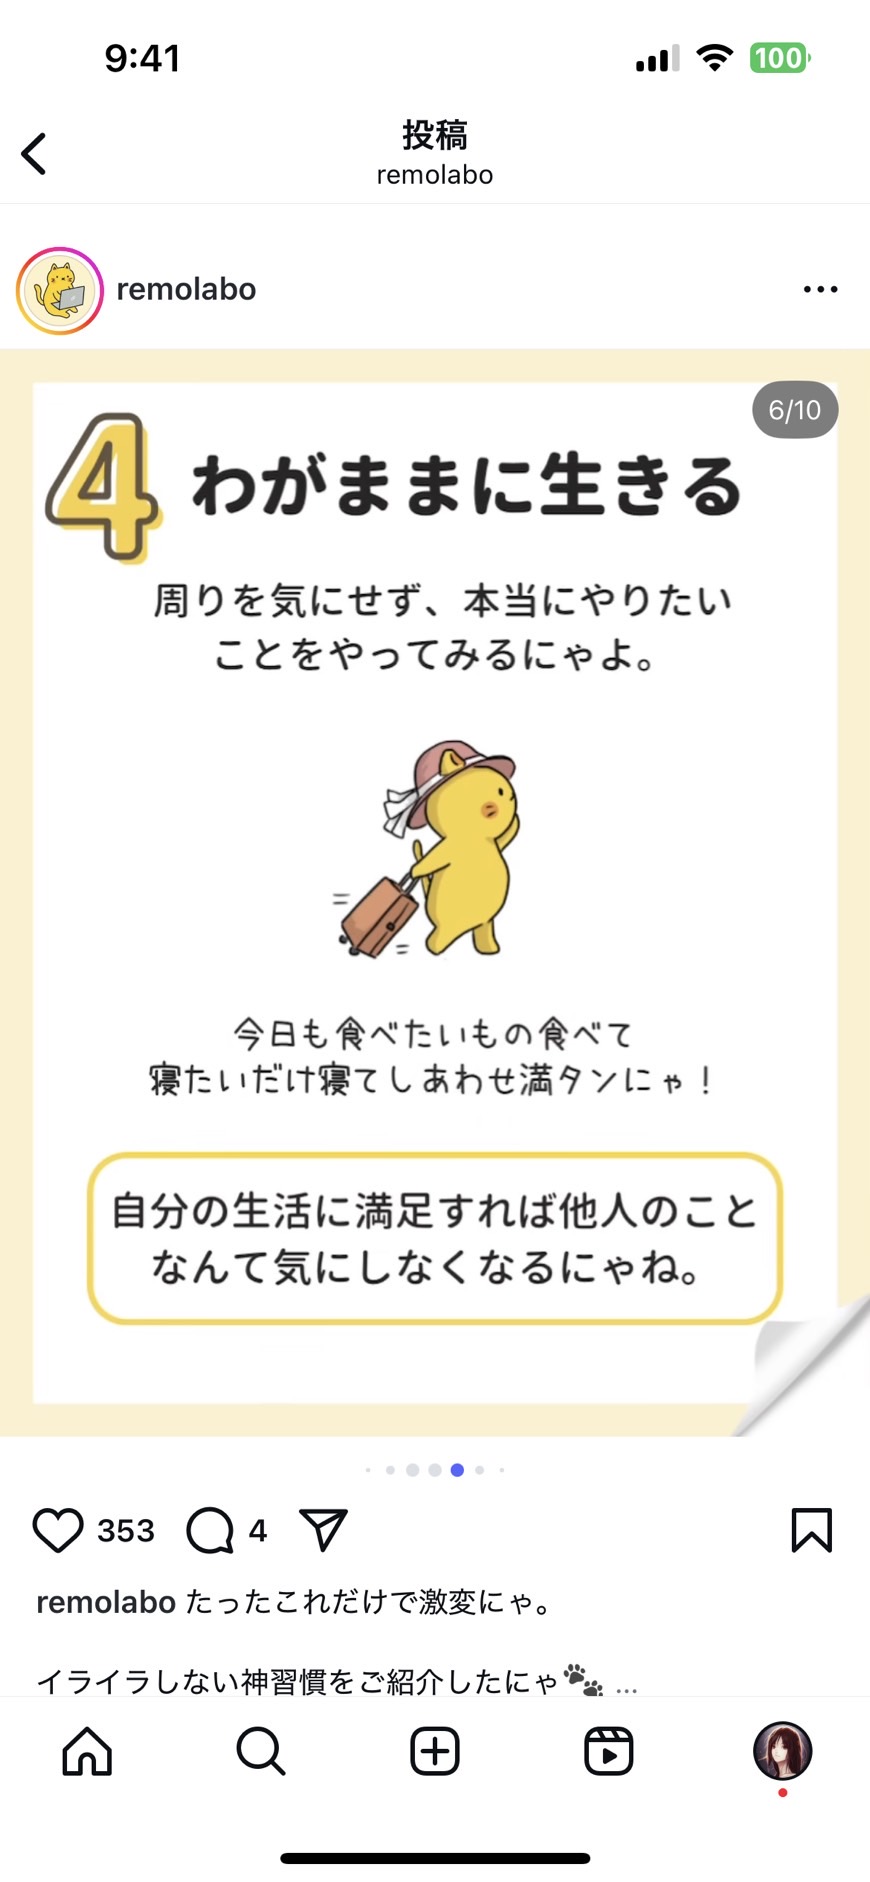 9:41
100
投稿
remolabo
remolabo
6/10
4 わがままに生きる
周りを気にせず、本当にやりたい
ことをやってみるにゃよ。
今日も食べたいもの食べて
寝たいだけ寝てしあわせ満タンにゃ！
自分の生活に満足すれば他人のこと
なんて気にしなくなるにゃね。
353 4
remolabo たったこれだけで激変にゃ。
イライラしない神習慣をご紹介したにゃ🐾 ...